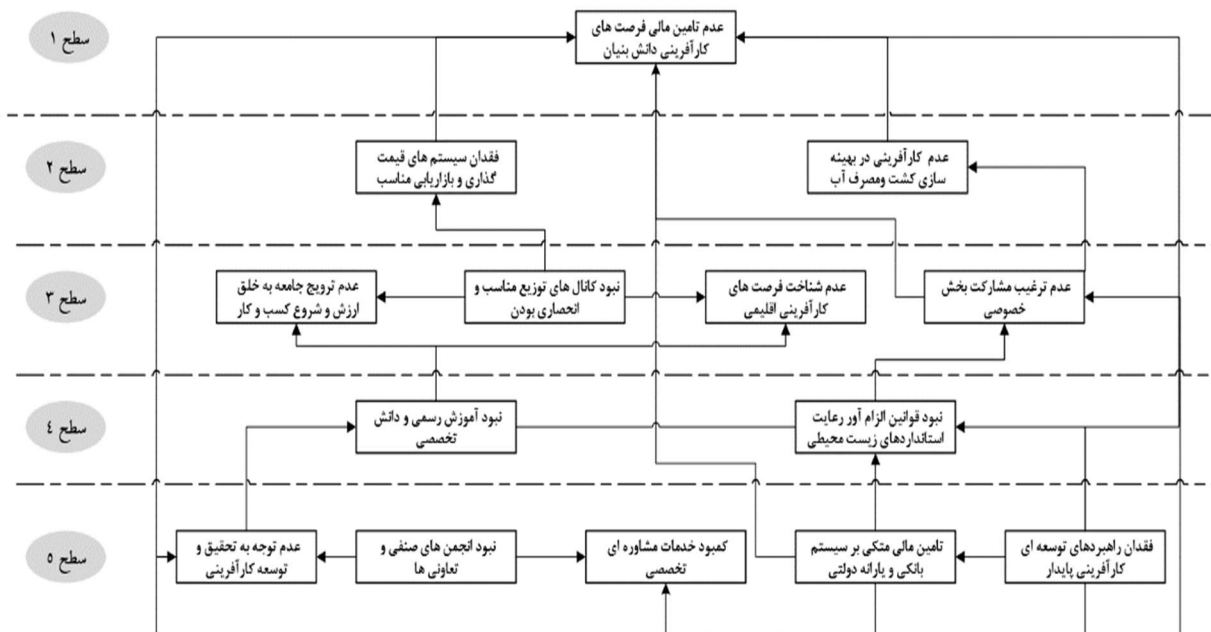 سطح ۱
عدم تامین مالی فرصت های
کارآفرینی دانش بنیان
سطح ۲
عدم کارآفرینی در بهینه
سازی کشت ومصرف آب
فقدان سیستم های قیمت
گذاری و بازاریابی مناسب
سطح ۳
عدم ترغیب مشارکت بخش
خصوصی
عدم شناخت فرصت های
کارآفرینی اقلیمی
نبود کانال های توزیع مناسب و
انحصاری بودن
عدم ترویج جامعه به خلق
ارزش و شروع کسب و کار
سطح ٤
نبود قوانین الزام آور رعایت
استانداردهای زیست محیطی
نبود آموزش رسمی و دانش
تخصصی
سطح ٥
فقدان راهبردهای توسعه ای
کارآفرینی پایدار
تامین مالی متکی بر سیستم
بانکی و یارانه دولتی
کمبود خدمات مشاوره ای
تخصصی
نبود انجمن های صنفی و
تعاونی ها
عدم توجه به تحقیق و
توسعه کارآفرینی